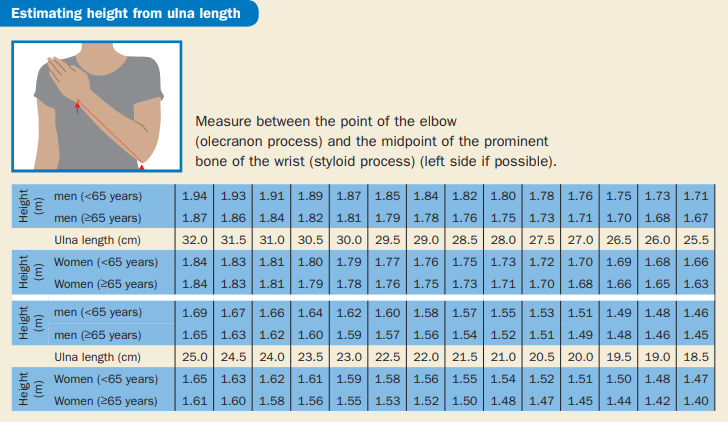 Estimating height from ulna length
Measure between the point of the elbow
(olecranon process) and the midpoint of the prominent
bone of the wrist (styloid process) (left side if possible).
Height
(m)
men (<65 years) 1.94 1.93 1.91 1.89 1.87 1.85 1.84 1.82 1.80 1.78 1.76 1.75 1.73 1.71
men (≥65 years) 1.87 1.86 1.84 1.82 1.81 1.79 1.78 1.76 1.75 1.73 1.71 1.70 1.68 1.67
Ulna length (cm) 32.0 31.5 31.0 30.5 30.0 29.5 29.0 28.5 28.0 27.5 27.0 26.5 26.0 25.5
Height
(m)
Women (<65 years) 1.84 1.83 1.81 1.80 1.79 1.77 1.76 1.75 1.73 1.72 1.70 1.69 1.68 1.66
Women (≥65 years) 1.84 1.83 1.81 1.79 1.78 1.76 1.75 1.73 1.71 1.70 1.68 1.66 1.65 1.63
Height
(m)
men (<65 years) 1.69 1.67 1.66 1.64 1.62 1.60 1.58 1.57 1.55 1.53 1.51 1.49 1.48 1.46
men (≥65 years) 1.65 1.63 1.62 1.60 1.59 1.57 1.56 1.54 1.52 1.51 1.49 1.48 1.46 1.45
Ulna length (cm) 25.0 24.5 24.0 23.5 23.0 22.5 22.0 21.5 21.0 20.5 20.0 19.5 19.0 18.5
Height
(m)
Women (<65 years) 1.65 1.63 1.62 1.61 1.59 1.58 1.56 1.55 1.54 1.52 1.51 1.50 1.48 1.47
Women (≥65 years) 1.61 1.60 1.58 1.56 1.55 1.53 1.52 1.50 1.48 1.47 1.45 1.44 1.42 1.40